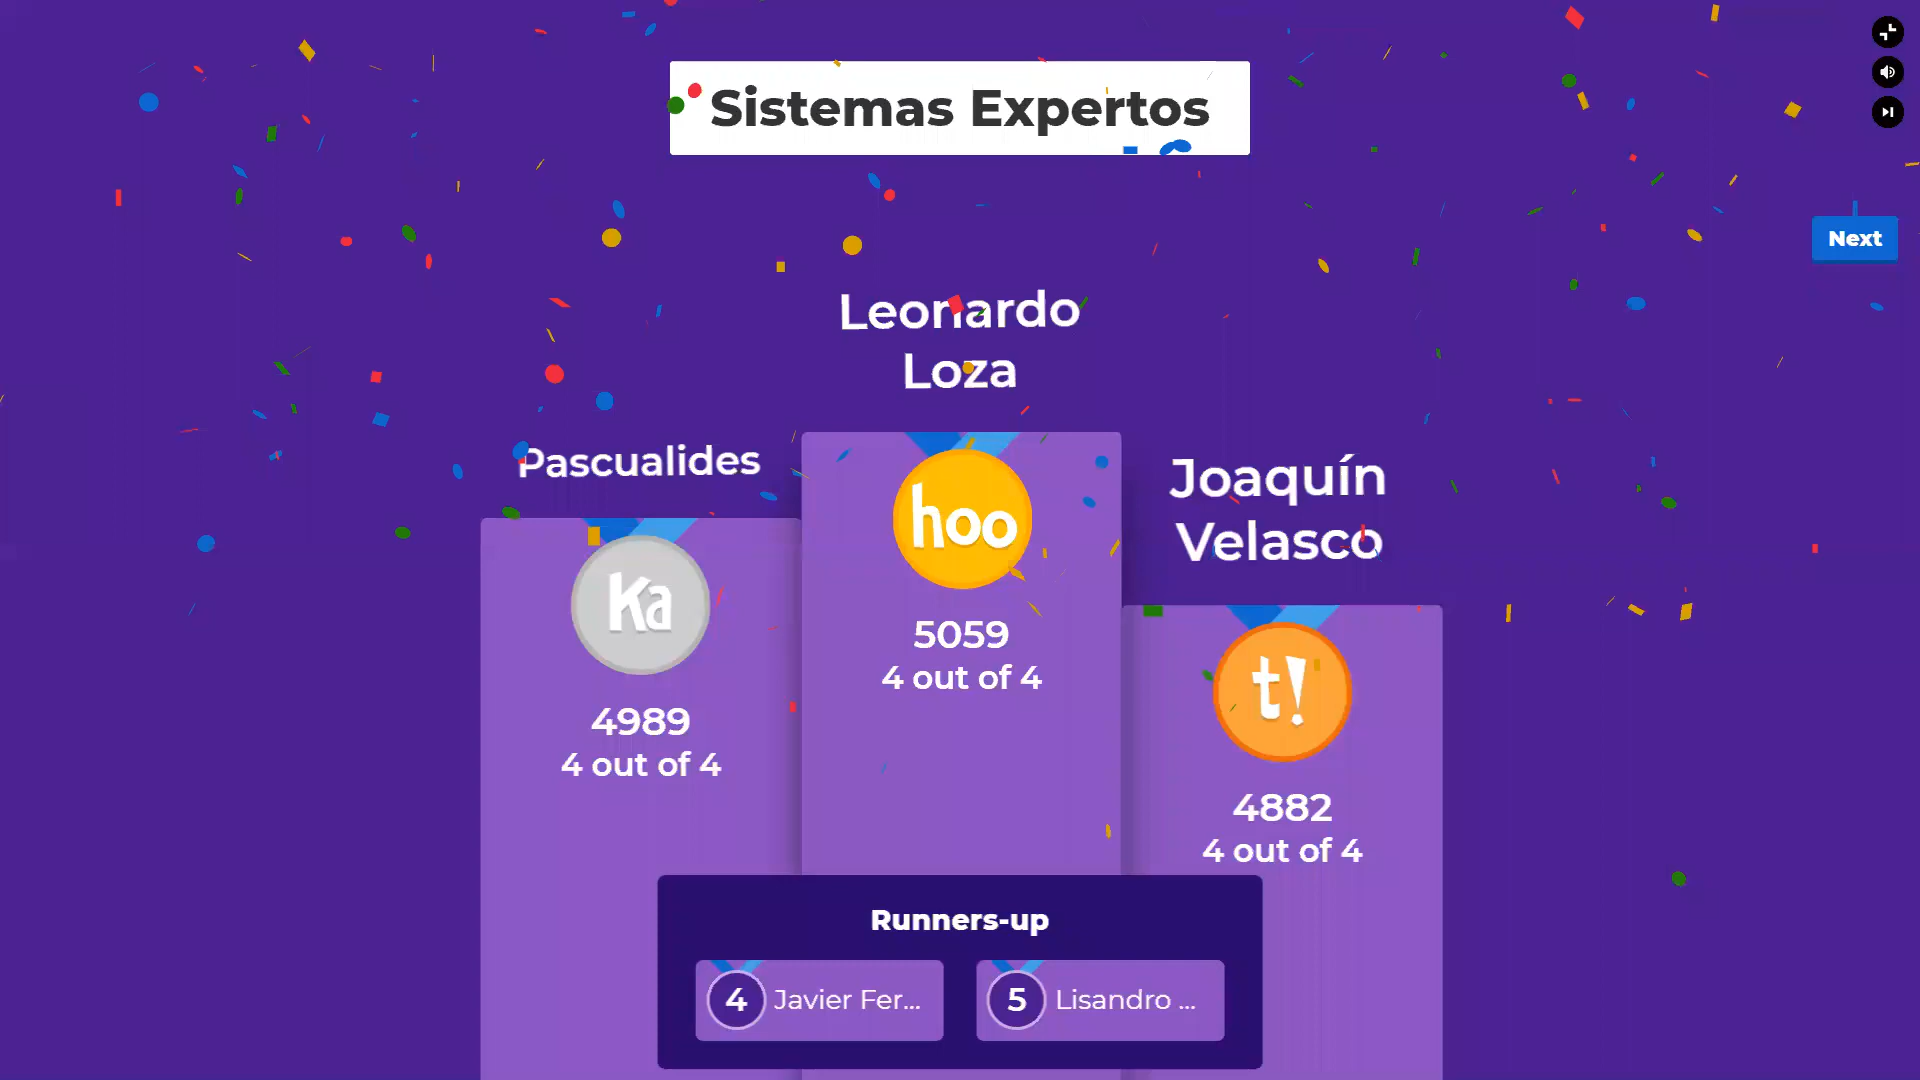 Sistemas Expertos
Next
Leonardo
Loza
Pascualides
Joaquín
Velasco
hoo
5059
4 out of 4
Ka
4989
4 out of 4
t!
4882
4 out of 4
Runners-up
4 Javier Fer...
5 Lisandro ...